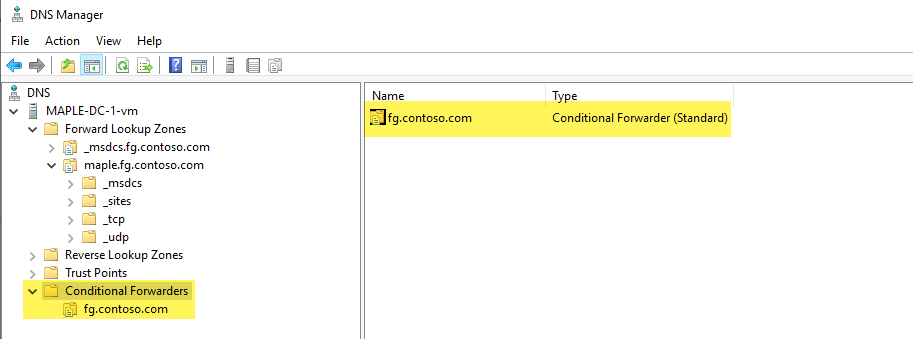 DNS Manager
File Action View Help
DNS
MAPLE-DC-1-vm
Forward Lookup Zones
_msdcs.fg.contoso.com
maple.fg.contoso.com
_msdcs
_sites
_tcp
_udp
Reverse Lookup Zones
Trust Points
Conditional Forwarders
fg.contoso.com
Name Type
fg.contoso.com Conditional Forwarder (Standard)